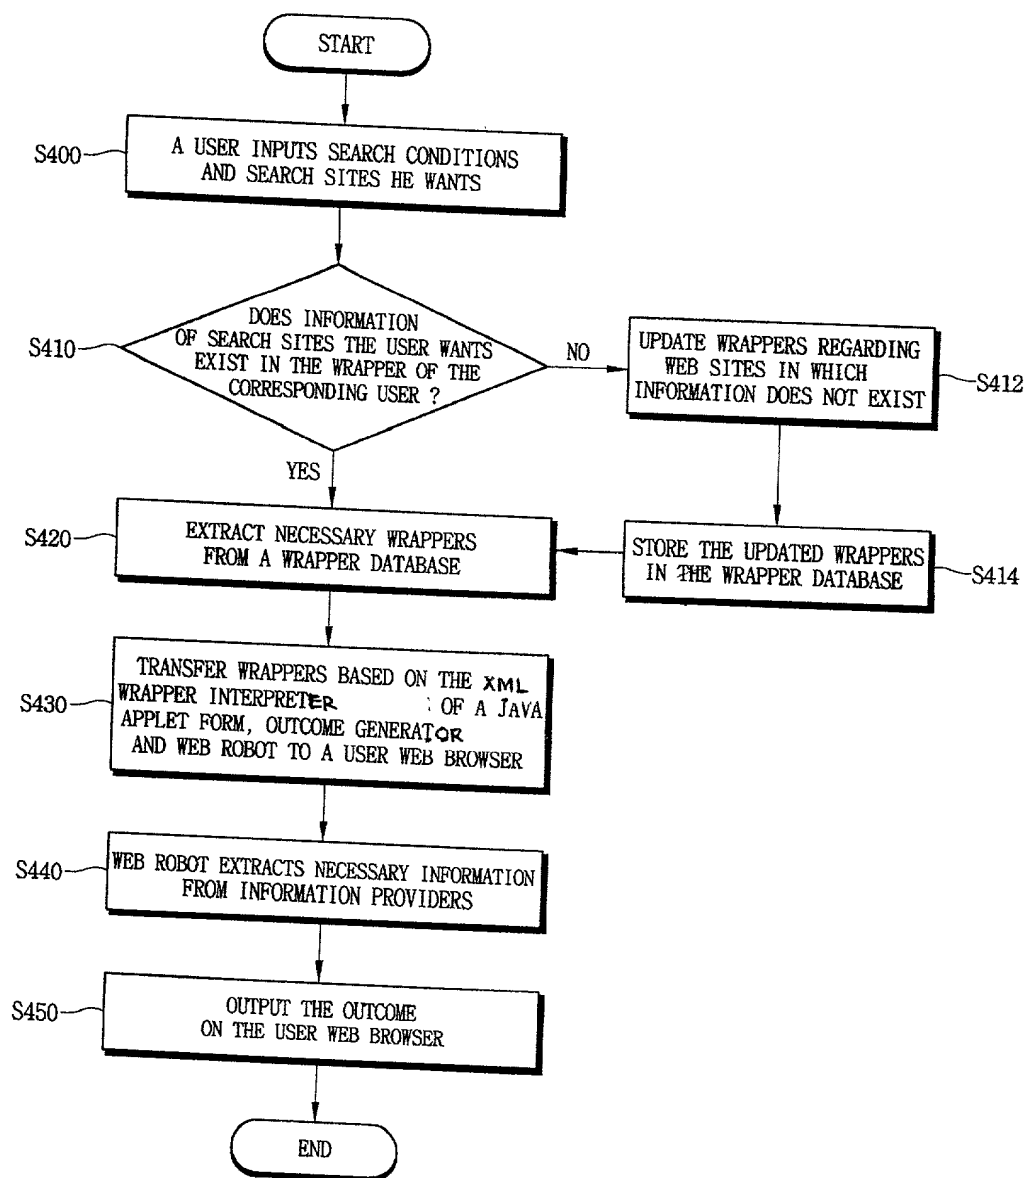 START
S400
A USER INPUTS SEARCH CONDITIONS
AND SEARCH SITES HE WANTS
S410
DOES INFORMATION
OF SEARCH SITES THE USER WANTS
EXIST IN THE WRAPPER OF THE
CORRESPONDING USER ?
NO
UPDATE WRAPPERS REGARDING
WEB SITES IN WHICH
INFORMATION DOES NOT EXIST
S412
YES
S420
EXTRACT NECESSARY WRAPPERS
FROM A WRAPPER DATABASE
STORE THE UPDATED WRAPPERS
IN THE WRAPPER DATABASE
S414
S430
TRANSFER WRAPPERS BASED ON THE XML
WRAPPER INTERPRETER OF A JAVA
APPLET FORM, OUTCOME GENERATOR
AND WEB ROBOT TO A USER WEB BROWSER
S440
WEB ROBOT EXTRACTS NECESSARY INFORMATION
FROM INFORMATION PROVIDERS
S450
OUTPUT THE OUTCOME
ON THE USER WEB BROWSER
END